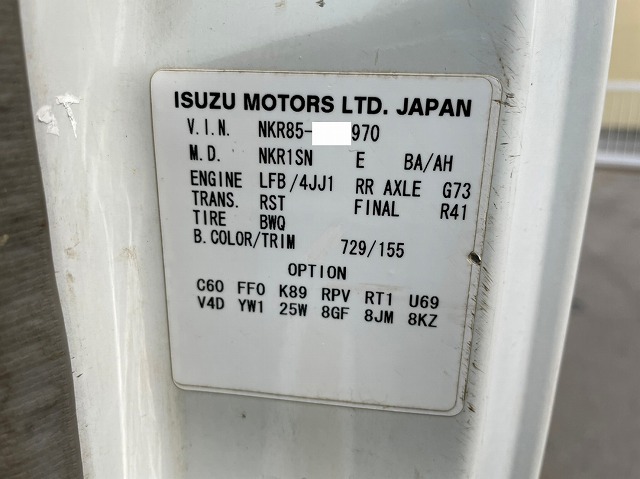 ISUZU MOTORS LTD. JAPAN
V.I.N. NKR85- 970
M.D. NKR1SN E BA/AH
ENGINE LFB/4JJ1 RR AXLE G73
TRANS. RST FINAL R41
TIRE BWQ
B.COLOR/TRIM 729/155
OPTION
C60 FF0 K89 RPV RT1 U69
V4D YW1 25W 8GF 8JM 8KZ